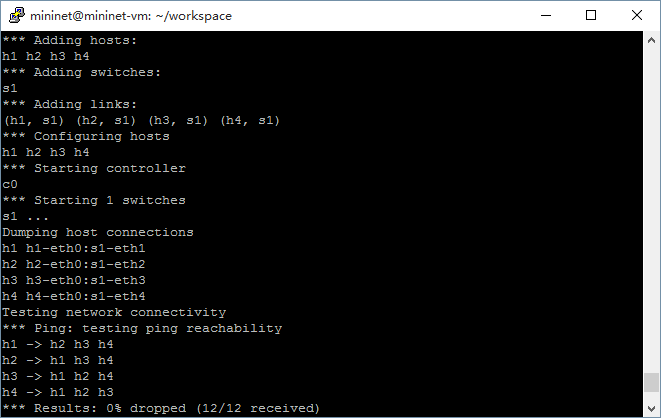 mininet@mininet-vm: ~/workspace
*** Adding hosts:
h1 h2 h3 h4
*** Adding switches:
s1
*** Adding links:
(h1, s1) (h2, s1) (h3, s1) (h4, s1)
*** Configuring hosts
h1 h2 h3 h4
*** Starting controller
c0
*** Starting 1 switches
s1 ...
Dumping host connections
h1 h1-eth0:s1-eth1
h2 h2-eth0:s1-eth2
h3 h3-eth0:s1-eth3
h4 h4-eth0:s1-eth4
Testing network connectivity
*** Ping: testing ping reachability
h1 -> h2 h3 h4
h2 -> h1 h3 h4
h3 -> h1 h2 h4
h4 -> h1 h2 h3
*** Results: 0% dropped (12/12 received)